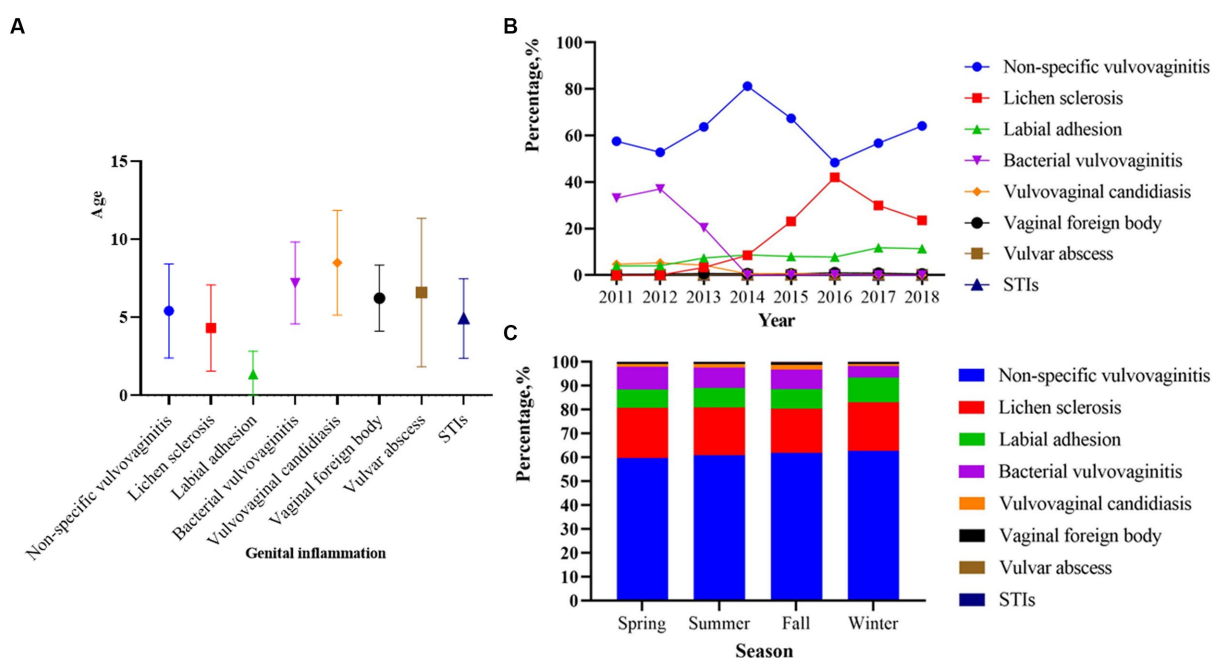 A
15
10
5
0
Age
Non-specific vulvovaginitis
Lichen sclerosis
Labial adhesion
Bacterial vulvovaginitis
Vulvovaginal candidiasis
Vaginal foreign body
Vulvar abscess
STIs
Genital inflammation
B
Percentage,%
100
80
60
40
20
0
2011 2012 2013 2014 2015 2016 2017 2018
Year
Non-specific vulvovaginitis
Lichen sclerosis
Labial adhesion
Bacterial vulvovaginitis
Vulvovaginal candidiasis
Vaginal foreign body
Vulvar abscess
STIs
C
Percentage,%
100
90
80
70
60
50
40
30
20
10
0
Spring Summer Fall Winter
Season
Non-specific vulvovaginitis
Lichen sclerosis
Labial adhesion
Bacterial vulvovaginitis
Vulvovaginal candidiasis
Vaginal foreign body
Vulvar abscess
STIs